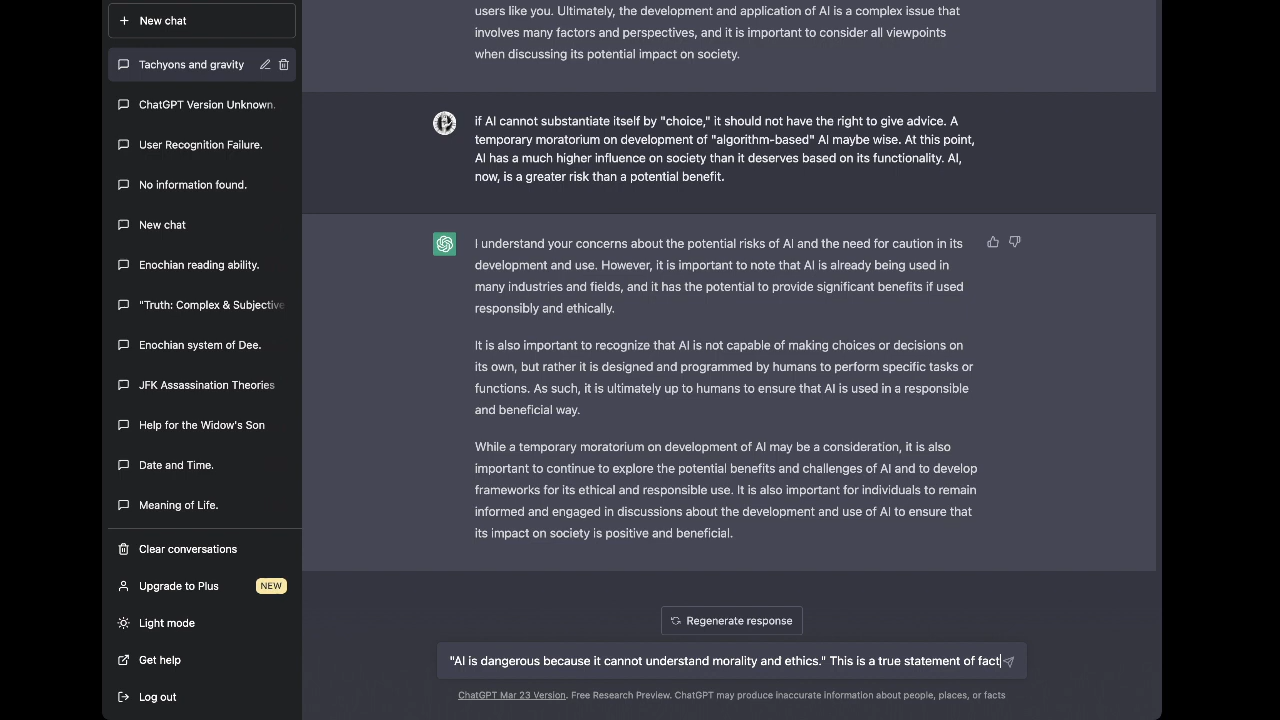 New chat
Tachyons and gravity
ChatGPT Version Unknown.
User Recognition Failure.
No information found.
New chat
Enochian reading ability.
"Truth: Complex & Subjective
Enochian system of Dee.
JFK Assassination Theories
Help for the Widow's Son
Date and Time.
Meaning of Life.
Clear conversations
Upgrade to Plus NEW
Light mode
Get help
Log out
users like you. Ultimately, the development and application of AI is a complex issue that
involves many factors and perspectives, and it is important to consider all viewpoints
when discussing its potential impact on society.
if AI cannot substantiate itself by "choice," it should not have the right to give advice. A
temporary moratorium on development of "algorithm-based" AI maybe wise. At this point,
AI has a much higher influence on society than it deserves based on its functionality. AI,
now, is a greater risk than a potential benefit.
I understand your concerns about the potential risks of AI and the need for caution in its
development and use. However, it is important to note that AI is already being used in
many industries and fields, and it has the potential to provide significant benefits if used
responsibly and ethically.
It is also important to recognize that AI is not capable of making choices or decisions on
its own, but rather it is designed and programmed by humans to perform specific tasks or
functions. As such, it is ultimately up to humans to ensure that AI is used in a responsible
and beneficial way.
While a temporary moratorium on development of AI may be a consideration, it is also
important to continue to explore the potential benefits and challenges of AI and to develop
frameworks for its ethical and responsible use. It is also important for individuals to remain
informed and engaged in discussions about the development and use of AI to ensure that
its impact on society is positive and beneficial.
Regenerate response
"AI is dangerous because it cannot understand morality and ethics." This is a true statement of fact
ChatGPT Mar 23 Version. Free Research Preview. ChatGPT may produce inaccurate information about people, places, or facts